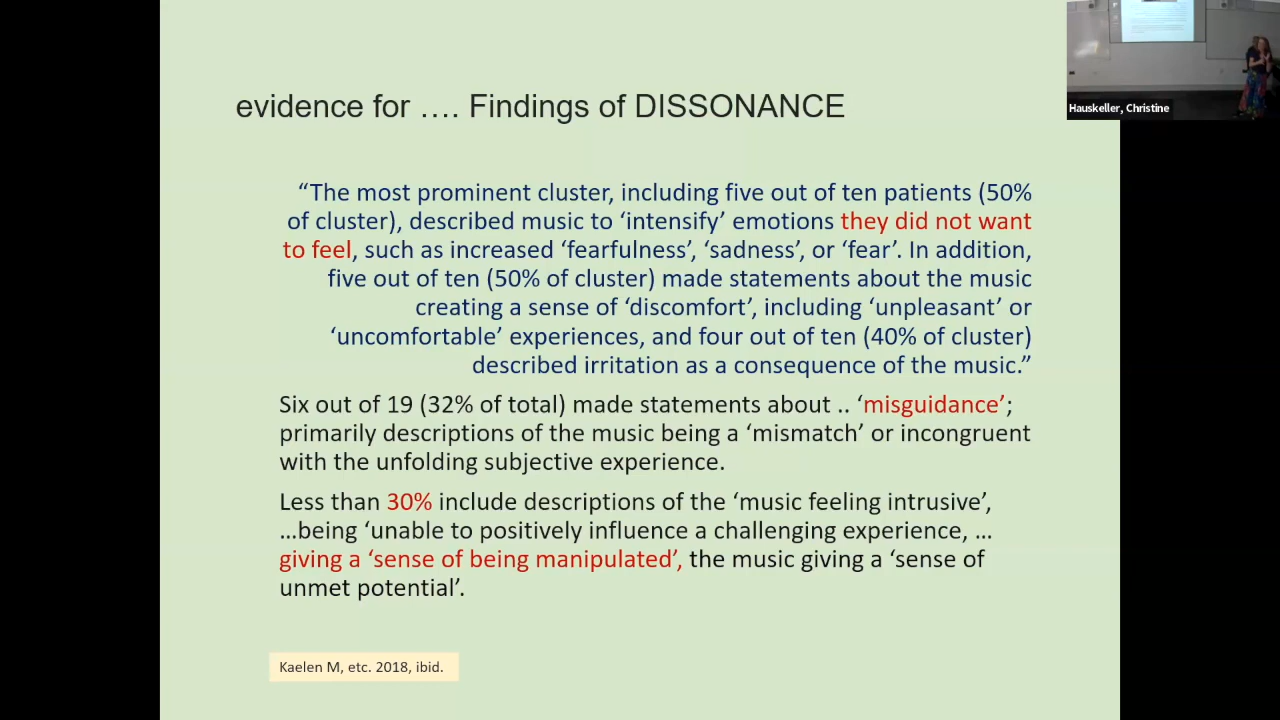 evidence for …. Findings of DISSONANCE
Hauskeller, Christine
“The most prominent cluster, including five out of ten patients (50%
of cluster), described music to ‘intensify’ emotions they did not want
to feel, such as increased ‘fearfulness’, ‘sadness’, or ‘fear’. In addition,
five out of ten (50% of cluster) made statements about the music
creating a sense of ‘discomfort’, including ‘unpleasant’ or
‘uncomfortable’ experiences, and four out of ten (40% of cluster)
described irritation as a consequence of the music.”
Six out of 19 (32% of total) made statements about .. ‘misguidance’;
primarily descriptions of the music being a ‘mismatch’ or incongruent
with the unfolding subjective experience.
Less than 30% include descriptions of the ‘music feeling intrusive’,
…being ‘unable to positively influence a challenging experience, …
giving a ‘sense of being manipulated’, the music giving a ‘sense of
unmet potential’.
Kaelen M, etc. 2018, ibid.